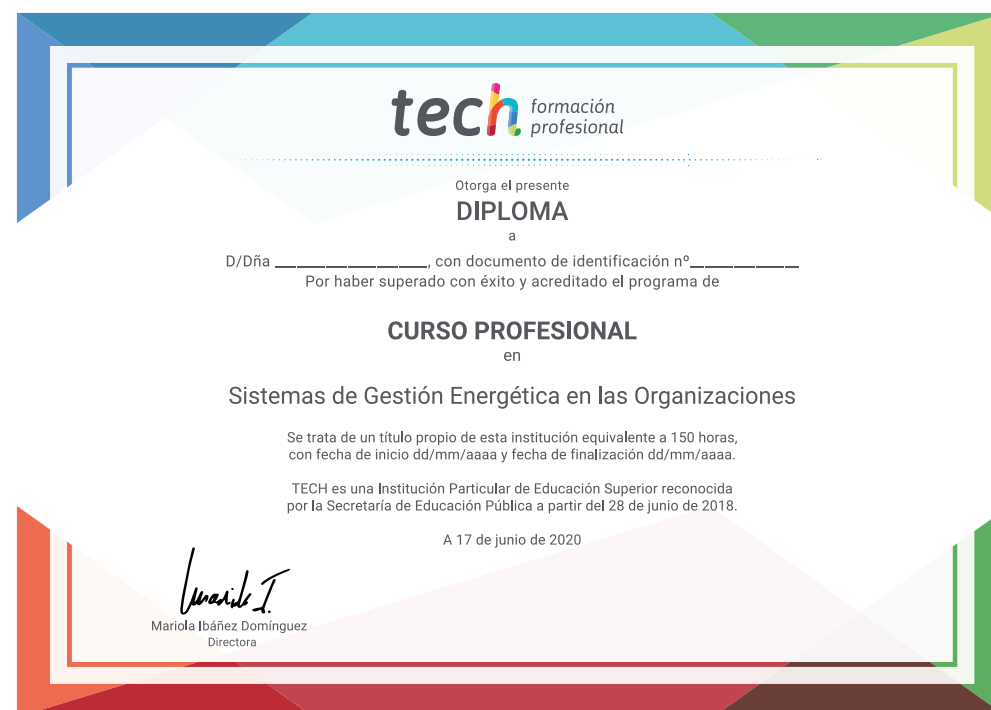 tech formación
profesional
Otorga el presente
DIPLOMA
a
D/Dña ____________, con documento de identificación nº_________
Por haber superado con éxito y acreditado el programa de
CURSO PROFESIONAL
en
Sistemas de Gestión Energética en las Organizaciones
Se trata de un título propio de esta institución equivalente a 150 horas,
con fecha de inicio dd/mm/aaaa y fecha de finalización dd/mm/aaaa.
TECH es una Institución Particular de Educación Superior reconocida
por la Secretaría de Educación Pública a partir del 28 de junio de 2018.
A 17 de junio de 2020
Mariola Ibáñez Domínguez
Directora